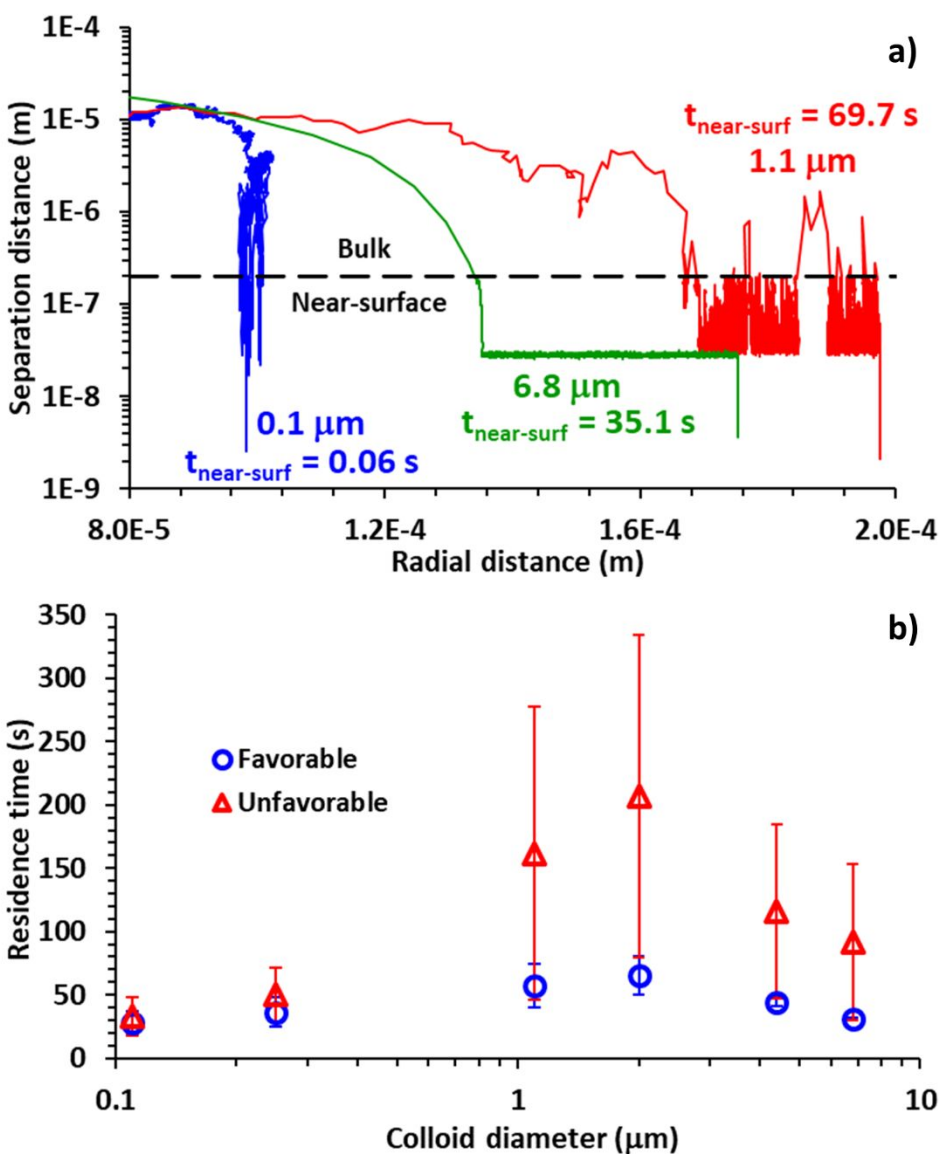 a)
1E-4
1E-5
1E-6
1E-7
1E-8
1E-9
Separation distance (m)
tnear-surf = 69.7 s
1.1 μm
Bulk
Near-surface
6.8 μm
tnear-surf = 35.1 s
0.1 μm
tnear-surf = 0.06 s
8.0E-5 1.2E-4 1.6E-4 2.0E-4
Radial distance (m)
b)
350
300
250
200
150
100
50
0
Residence time (s)
Favorable
Unfavorable
0.1 1 10
Colloid diameter (μm)